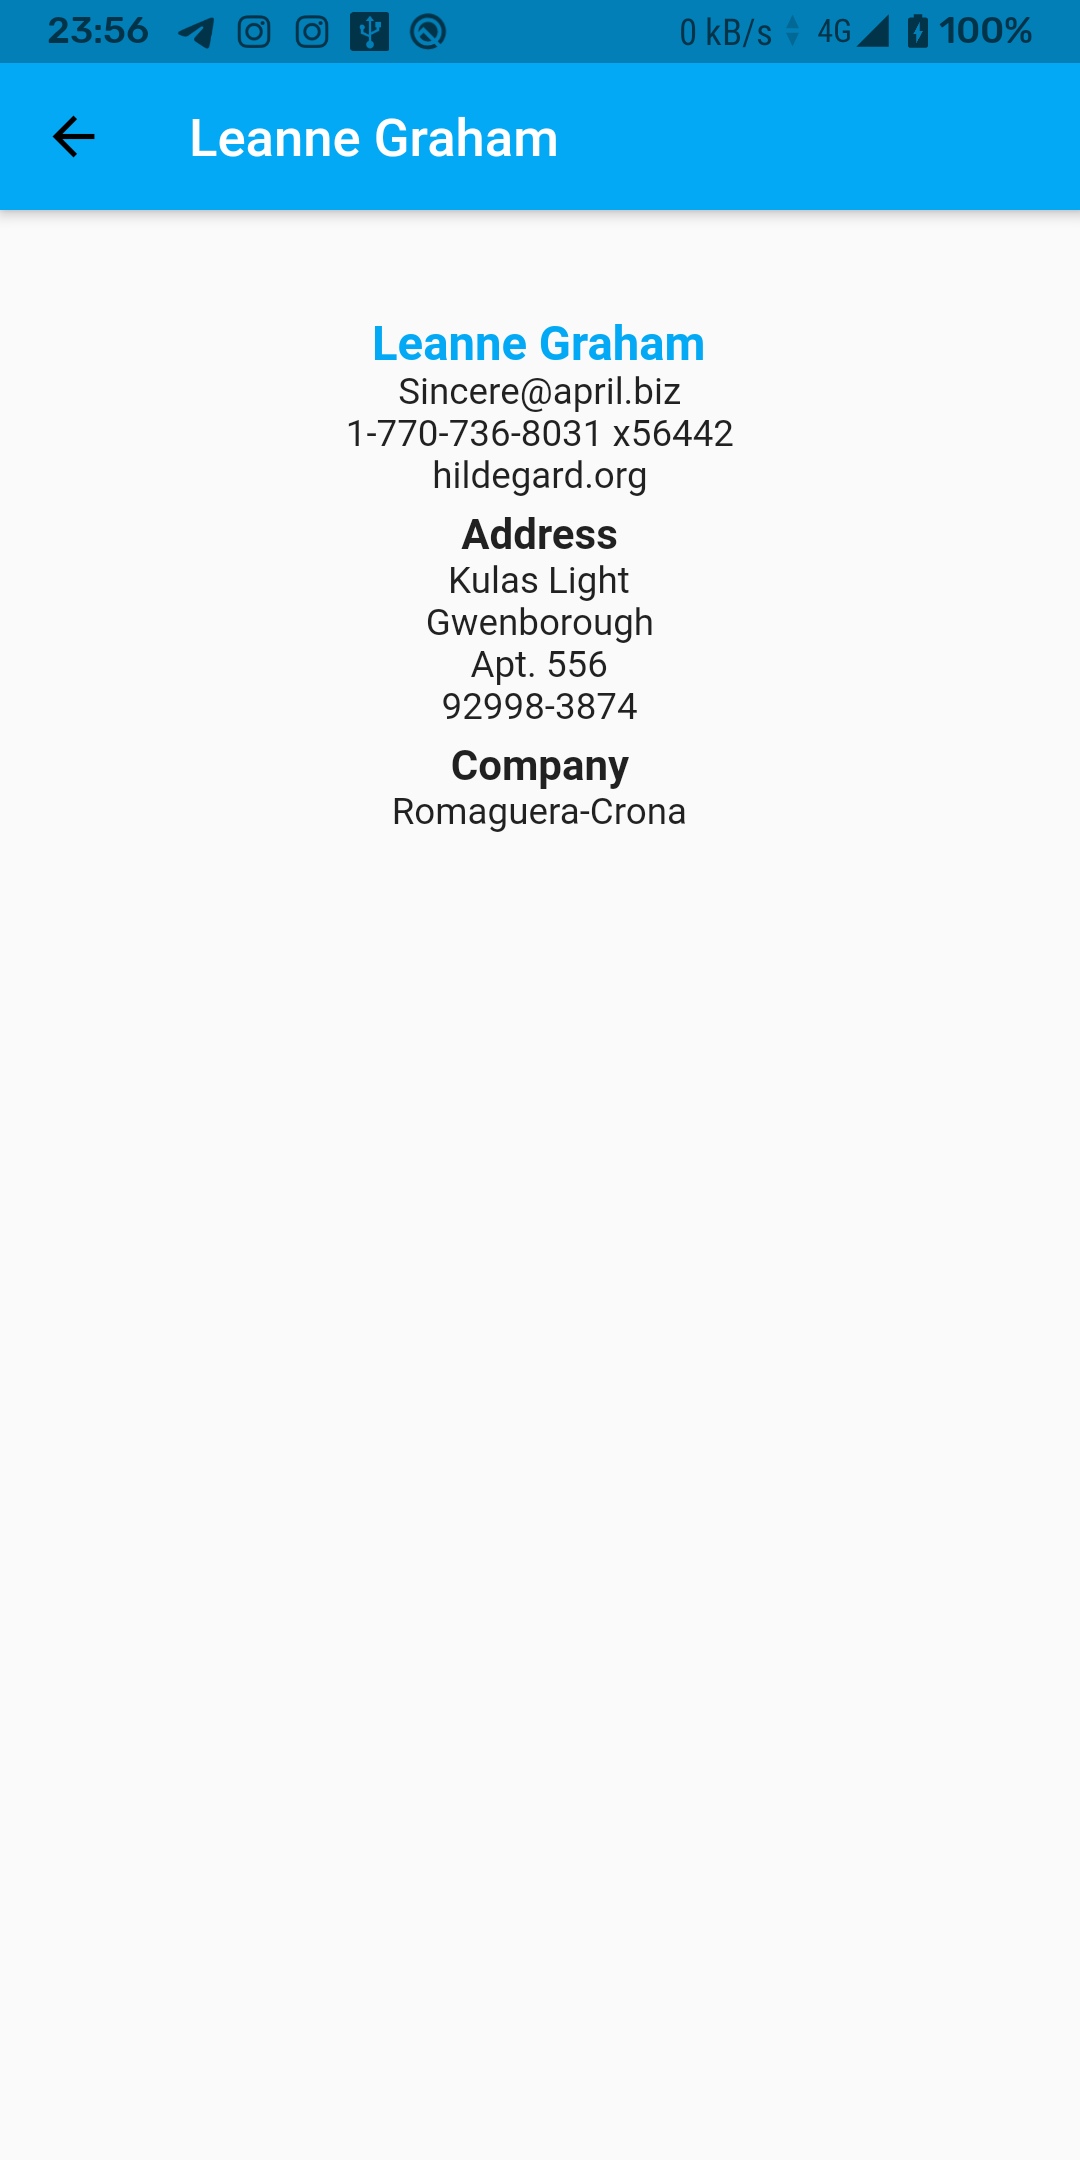 23:56 0 kB/s 4G 100%
Leanne Graham
Leanne Graham
Sincere@april.biz
1-770-736-8031 x56442
hildegard.org
Address
Kulas Light
Gwenborough
Apt. 556
92998-3874
Company
Romaguera-Crona